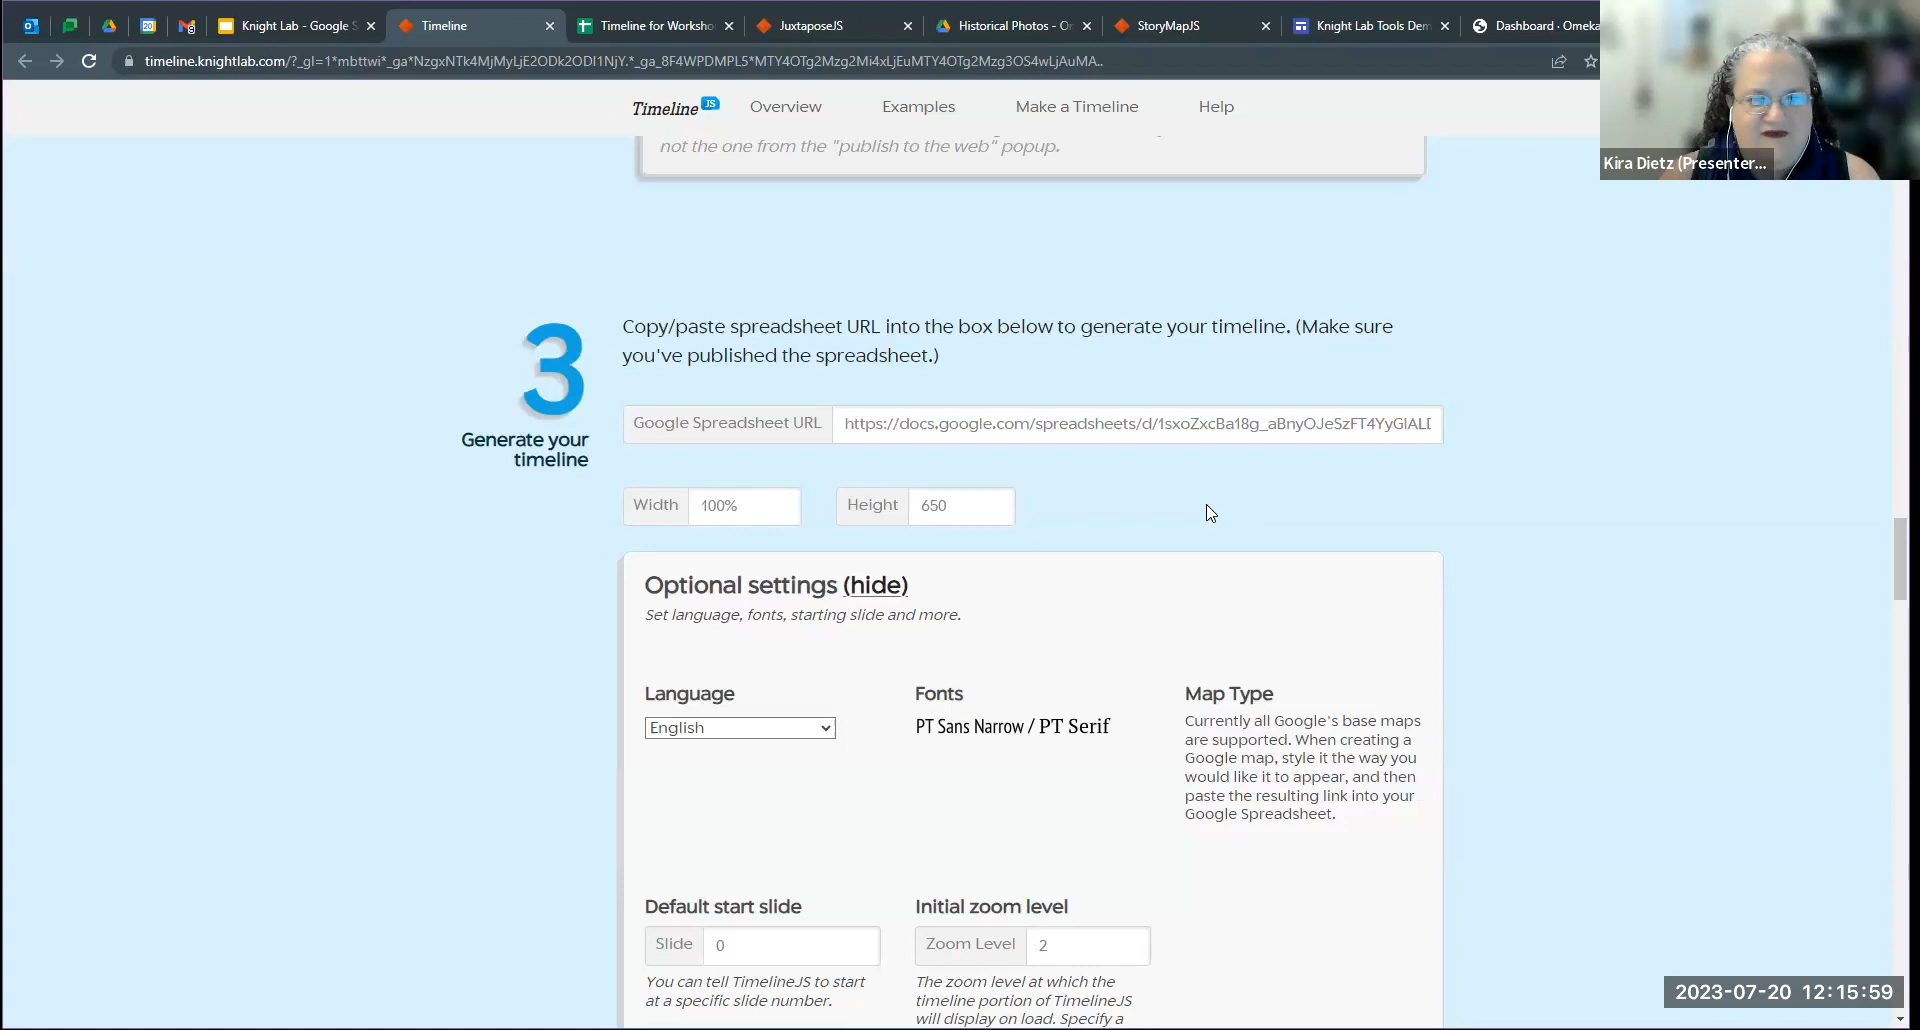 Knight Lab - Google S
Timeline
Timeline for Worksho
JuxtaposeJS
Historical Photos - Or
StoryMapJS
Knight Lab Tools Dem
Dashboard · Omeka
timeline.knightlab.com/?_gl=1*mbttwi*_ga*NzgxNTk4MjMyLjE2ODk2ODI1NjY.*_ga_8F4WPDMPL5*MTY4OTg2Mzg2Mi4xLjEuMTY4OTg2Mzg3OS4wLjAuMA..
Timeline JS
Overview
Examples
Make a Timeline
Help
Kira Dietz (Presenter...
not the one from the "publish to the web" popup.
3
Generate your
timeline
Copy/paste spreadsheet URL into the box below to generate your timeline. (Make sure
you've published the spreadsheet.)
Google Spreadsheet URL
https://docs.google.com/spreadsheets/d/1sxoZxcBa18g_aBnyOJeSzFT4YyGlALD
Width 100%
Height 650
Optional settings (hide)
Set language, fonts, starting slide and more.
Language
English
Fonts
PT Sans Narrow / PT Serif
Map Type
Currently all Google's base maps
are supported. When creating a
Google map, style it the way you
would like it to appear, and then
paste the resulting link into your
Google Spreadsheet.
Default start slide
Slide 0
You can tell TimelineJS to start
at a specific slide number.
Initial zoom level
Zoom Level 2
The zoom level at which the
timeline portion of TimelineJS
will display on load. Specify a
2023-07-20 12:15:59